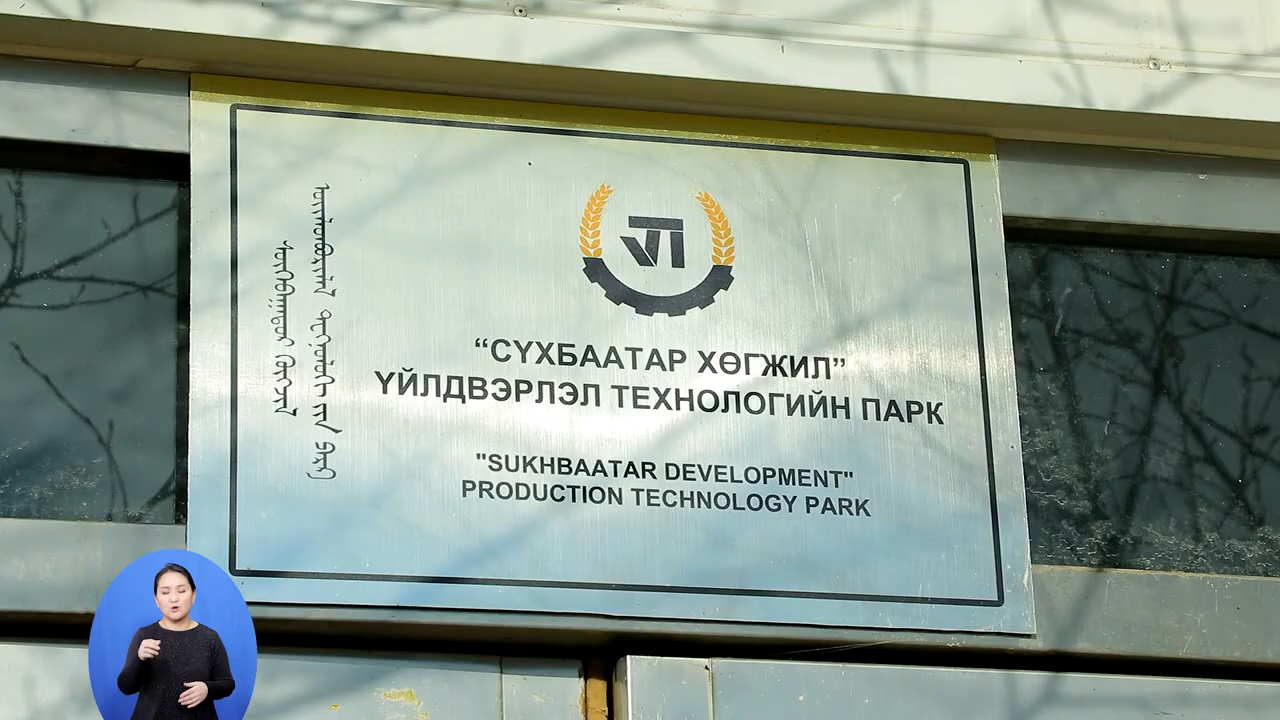 “СҮХБААТАР ХӨГЖИЛ”
ҮЙЛДВЭРЛЭЛ ТЕХНОЛОГИЙН ПАРК
"SUKHBAATAR DEVELOPMENT"
PRODUCTION TECHNOLOGY PARK